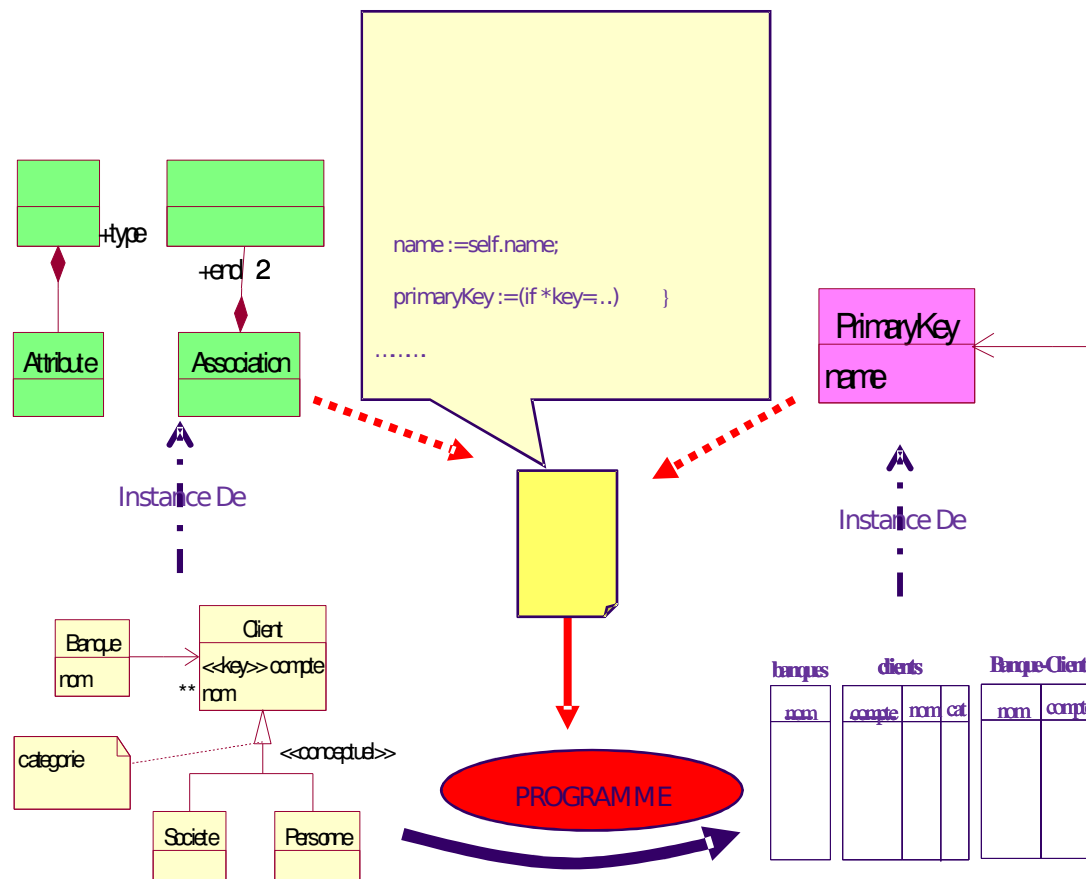 name := self.name;
primaryKey := (if *key=...) }
........
+type
+end 2
Attribute
Association
PrimaryKey
name
Instance De
Instance De
Banque
nom
**
Client
<<key>> compte
nom
categorie
<<conceptuel>>
Societe
Personne
PROGRAMME
banques
nom
clients
compte nom cat
Banque-Client
nom compte